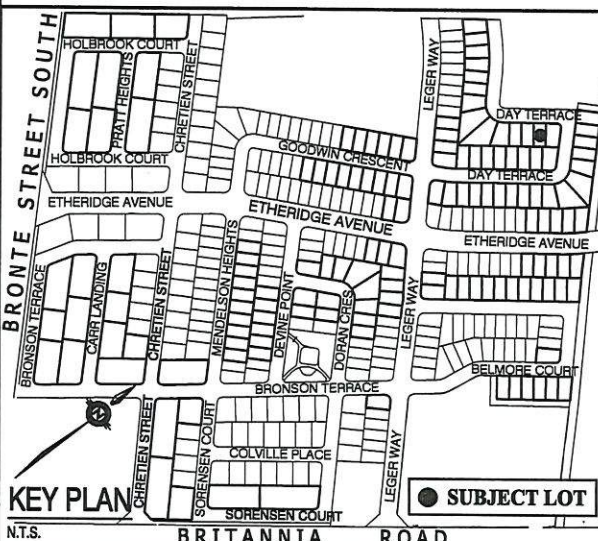 BRONTE STREET SOUTH
HOLBROOK COURT
PRATT HEIGHTS
CHRETIEN STREET
LEGER WAY
DAY TERRACE
GOODWIN CRESCENT
HOLBROOK COURT
DAY TERRACE
ETHERIDGE AVENUE
ETHERIDGE AVENUE
ETHERIDGE AVENUE
BRONSON TERRACE
CARR LANDING
CHRETIEN STREET
MENDELSON HEIGHTS
DEVINE POINT
DORAN CRES
LEGER WAY
BELMORE COURT
BRONSON TERRACE
N
CHRETIEN STREET
SORENSEN COURT
COLVILLE PLACE
LEGER WAY
KEY PLAN
SUBJECT LOT
SORENSEN COURT
N.T.S.
BRITANNIA ROAD